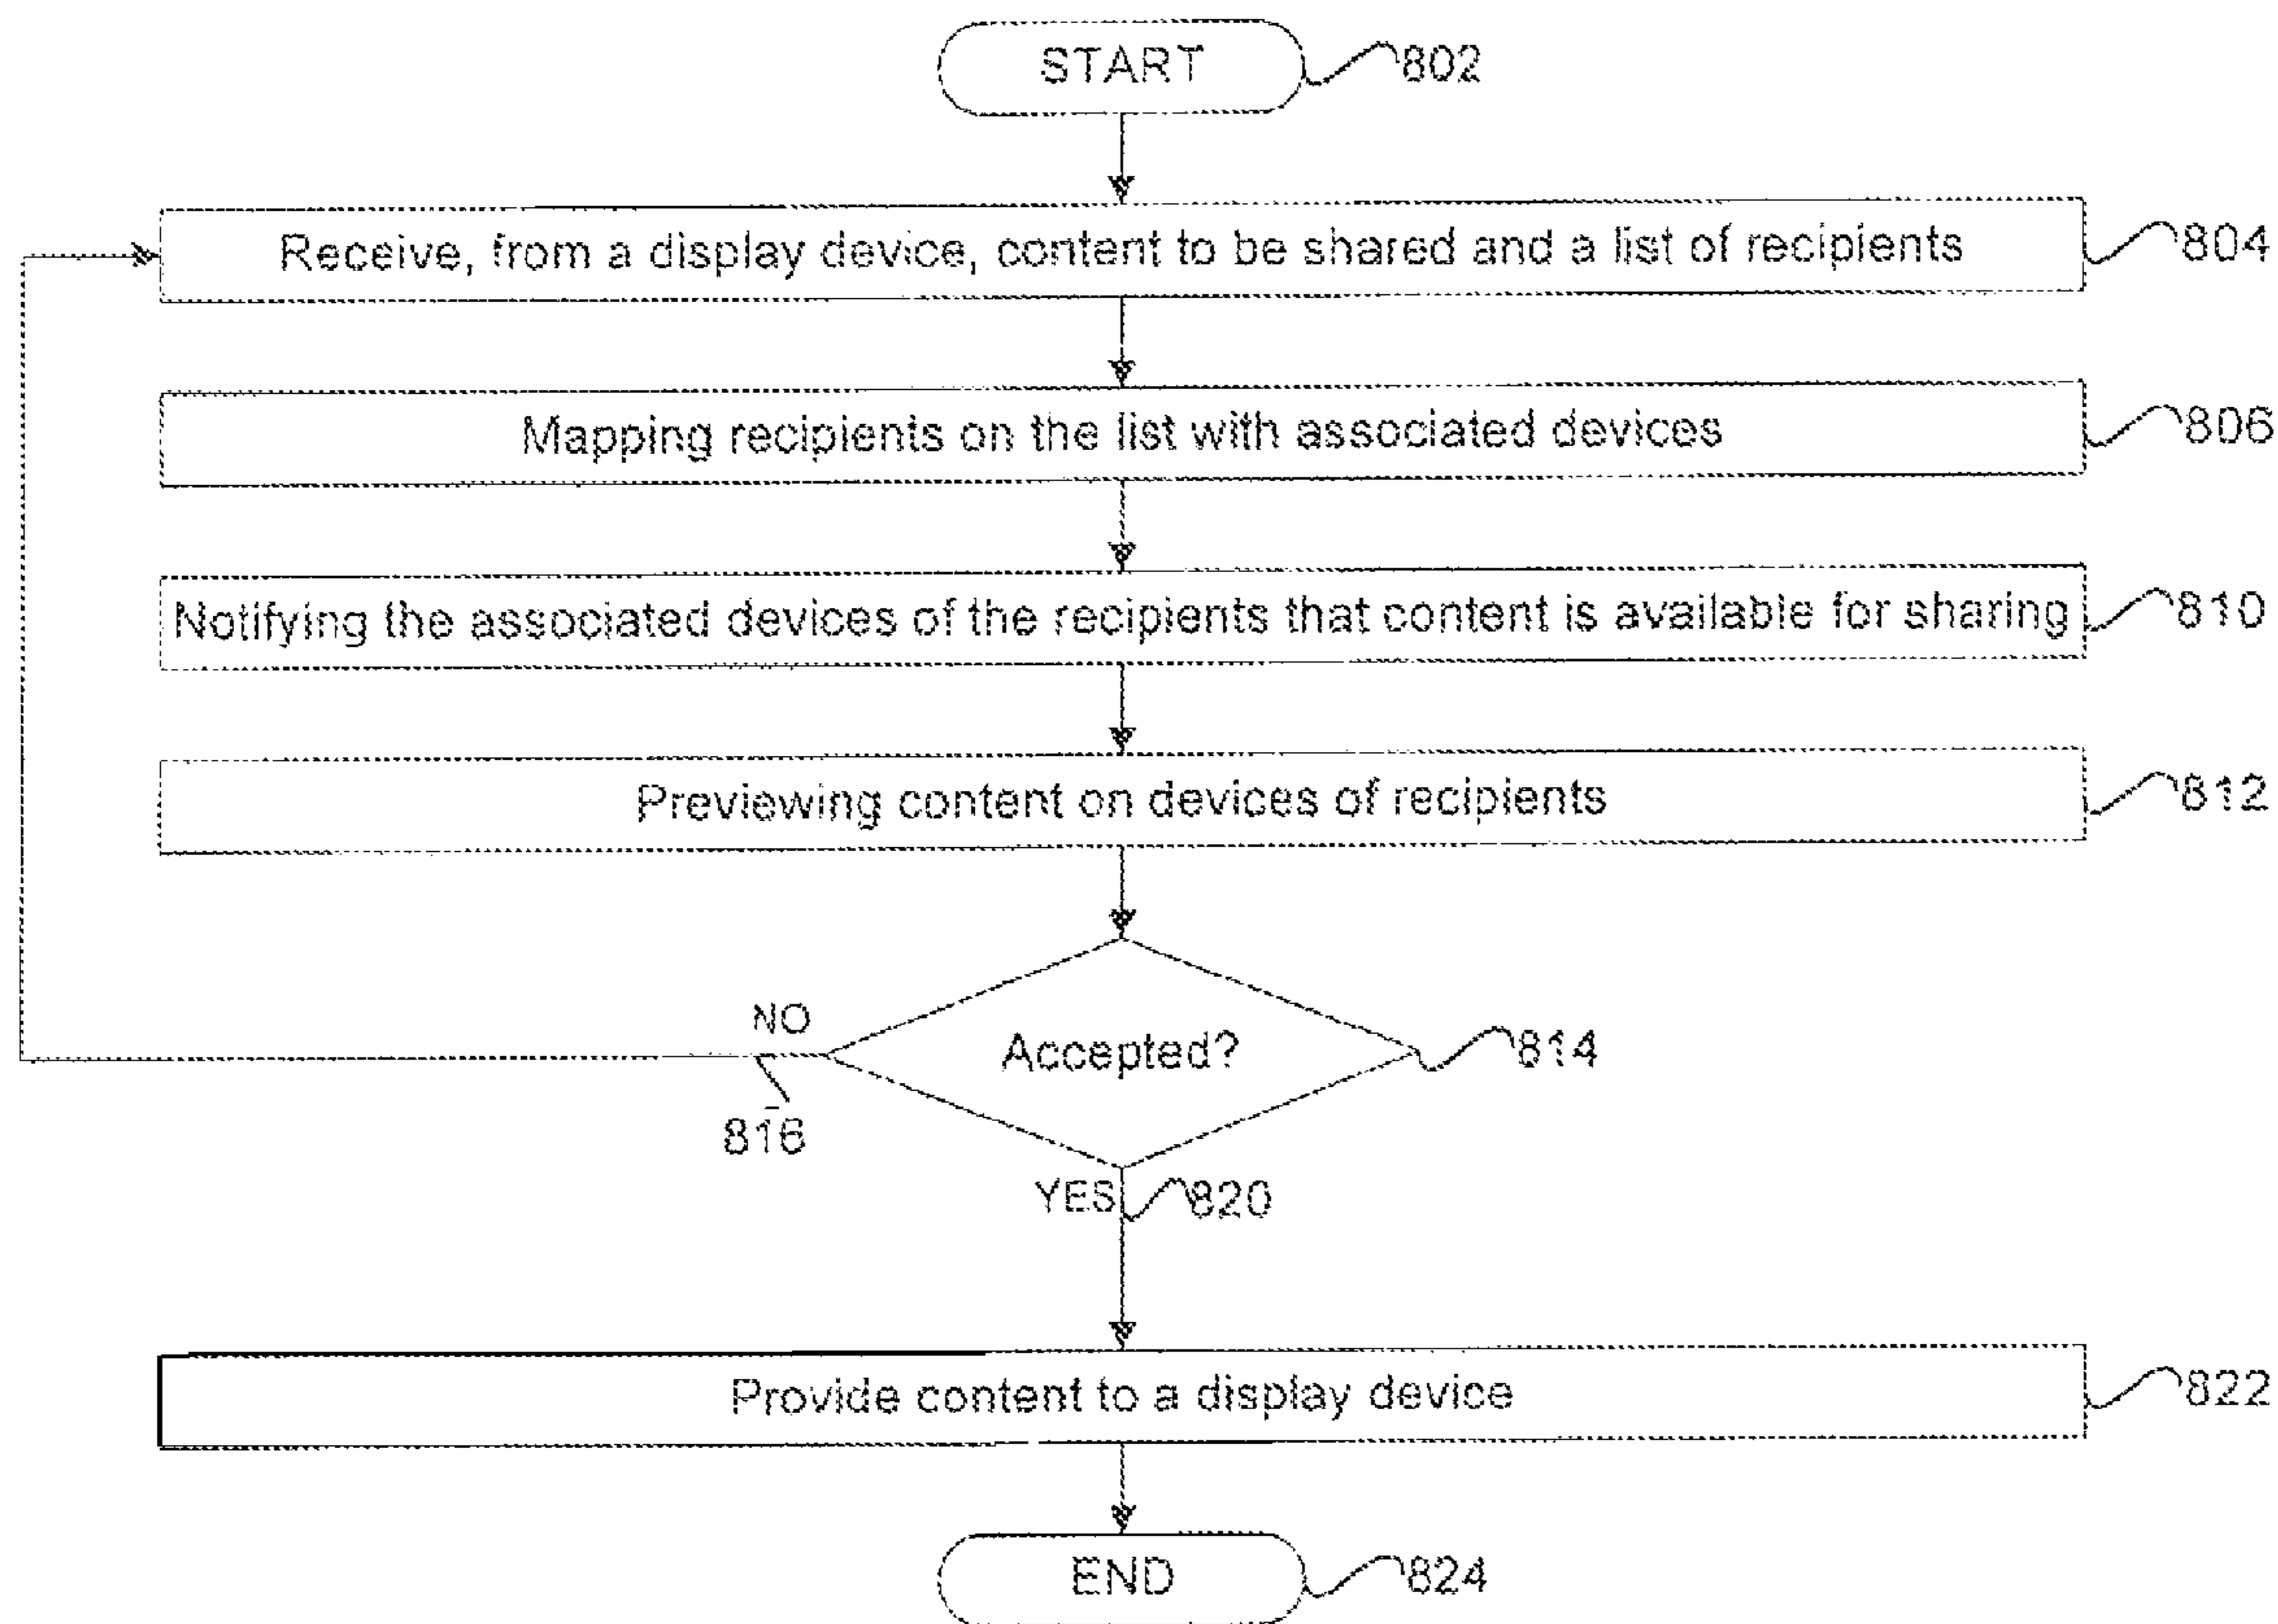 START 802
Receive, from a display device, content to be shared and a list of recipients 804
Mapping recipients on the list with associated devices 806
Notifying the associated devices of the recipients that content is available for sharing 810
Previewing content on devices of recipients 812
NO
Accepted? 814
816
YES 820
Provide content to a display device 822
END 824